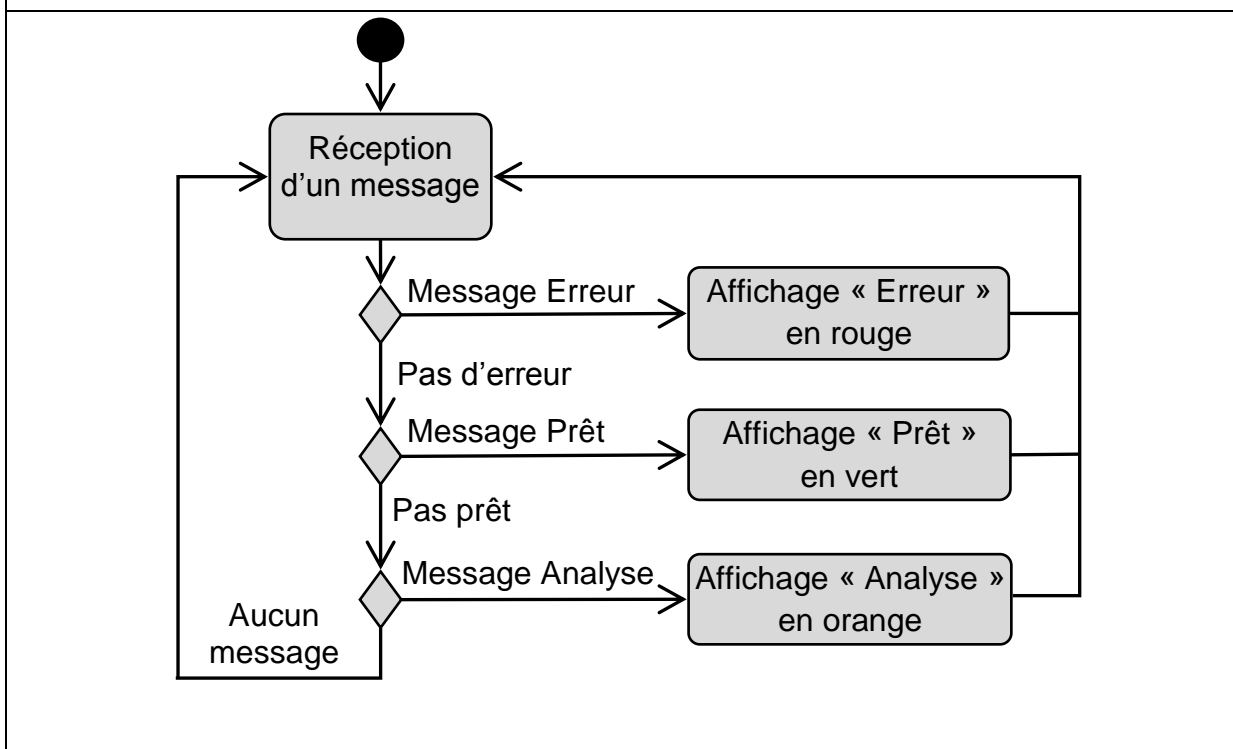 Réception
d'un message
Message Erreur
Affichage « Erreur »
en rouge
Pas d'erreur
Message Prêt
Affichage « Prêt »
en vert
Pas prêt
Message Analyse
Affichage « Analyse »
en orange
Aucun
message